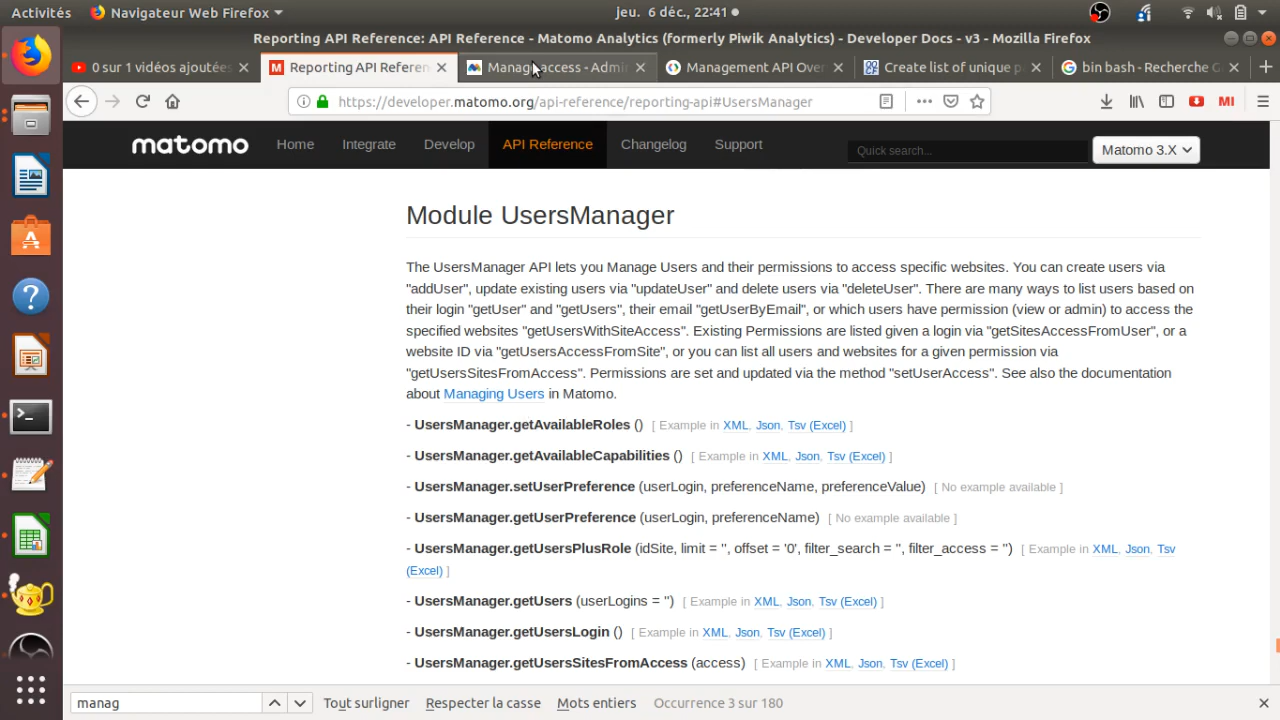 Activités Navigateur Web Firefox jeu. 6 déc., 22:41
Reporting API Reference: API Reference - Matomo Analytics (formerly Piwik Analytics) - Developer Docs - v3 - Mozilla Firefox
0 sur 1 vidéos ajoutées Reporting API Referen Manage access - Admin Management API Over Create list of unique p bin bash - Recherche G
https://developer.matomo.org/api-reference/reporting-api#UsersManager MI
matomo Home Integrate Develop API Reference Changelog Support Quick search... Matomo 3.X
Module UsersManager
The UsersManager API lets you Manage Users and their permissions to access specific websites. You can create users via
"addUser", update existing users via "updateUser" and delete users via "deleteUser". There are many ways to list users based on
their login "getUser" and "getUsers", their email "getUserByEmail", or which users have permission (view or admin) to access the
specified websites "getUsersWithSiteAccess". Existing Permissions are listed given a login via "getSitesAccessFromUser", or a
website ID via "getUsersAccessFromSite", or you can list all users and websites for a given permission via
"getUsersSitesFromAccess". Permissions are set and updated via the method "setUserAccess". See also the documentation
about Managing Users in Matomo.
- UsersManager.getAvailableRoles () [ Example in XML, Json, Tsv (Excel) ]
- UsersManager.getAvailableCapabilities () [ Example in XML, Json, Tsv (Excel) ]
- UsersManager.setUserPreference (userLogin, preferenceName, preferenceValue) [ No example available ]
- UsersManager.getUserPreference (userLogin, preferenceName) [ No example available ]
- UsersManager.getUsersPlusRole (idSite, limit = '', offset = '0', filter_search = '', filter_access = '') [ Example in XML, Json, Tsv
(Excel) ]
- UsersManager.getUsers (userLogins = '') [ Example in XML, Json, Tsv (Excel) ]
- UsersManager.getUsersLogin () [ Example in XML, Json, Tsv (Excel) ]
- UsersManager.getUsersSitesFromAccess (access) [ Example in XML, Json, Tsv (Excel) ]
manag Tout surligner Respecter la casse Mots entiers Occurrence 3 sur 180